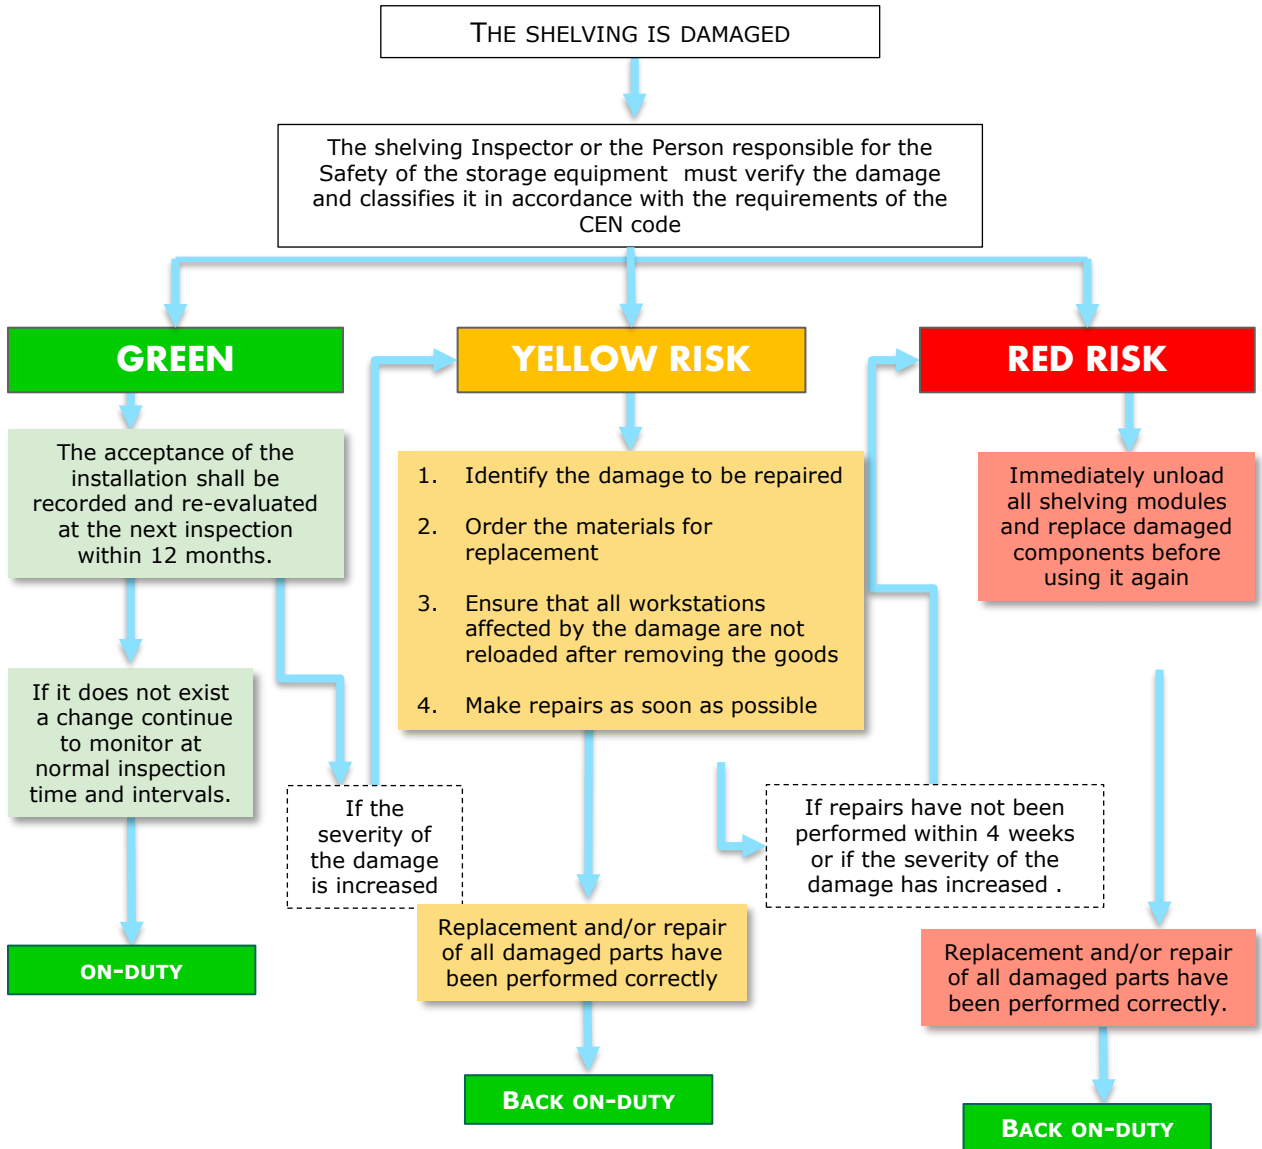 THE SHELVING IS DAMAGED
The shelving Inspector or the Person responsible for the
Safety of the storage equipment must verify the damage
and classifies it in accordance with the requirements of the
CEN code
GREEN
YELLOW RISK
RED RISK
The acceptance of the
installation shall be
recorded and re-evaluated
at the next inspection
within 12 months.
1. Identify the damage to be repaired
2. Order the materials for
replacement
3. Ensure that all workstations
affected by the damage are not
reloaded after removing the goods
4. Make repairs as soon as possible
Immediately unload
all shelving modules
and replace damaged
components before
using it again
If it does not exist
a change continue
to monitor at
normal inspection
time and intervals.
If the
severity of
the damage
is increased
If repairs have not been
performed within 4 weeks
or if the severity of the
damage has increased .
Replacement and/or repair
of all damaged parts have
been performed correctly
Replacement and/or repair
of all damaged parts have
been performed correctly.
ON-DUTY
BACK ON-DUTY
BACK ON-DUTY